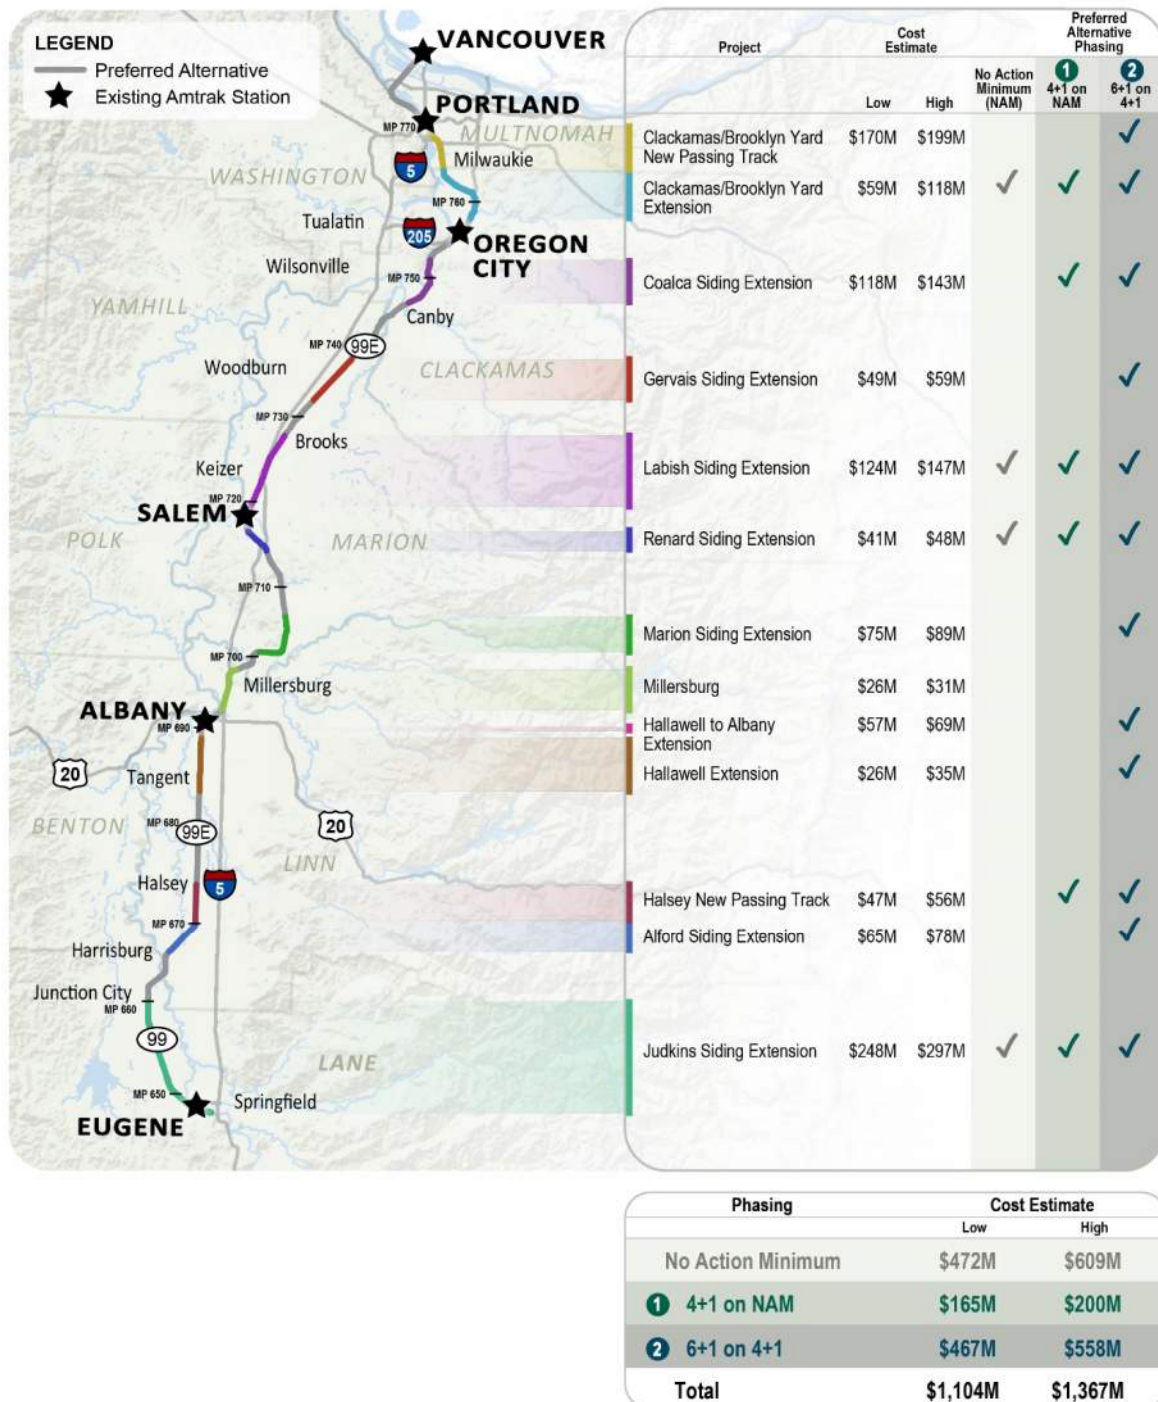 LEGEND
Preferred Alternative
Existing Amtrak Station
VANCOUVER
PORTLAND
MP 770
MULTNOMAH
Milwaukie
5
WASHINGTON
MP 760
Tualatin
205
OREGON
CITY
Wilsonville
MP 750
YAMHILL
Canby
MP 740
99E
Woodburn
CLACKAMAS
MP 730
Brooks
Keizer
MP 720
SALEM
POLK
MARION
MP 710
MP 700
Millersburg
ALBANY
MP 690
20
Tangent
BENTON
MP 680
99E
20
LINN
Halsey
5
MP 670
Harrisburg
Junction City
MP 660
99
LANE
MP 650
Springfield
EUGENE
Project
Cost
Estimate
Preferred
Alternative
Phasing
Low
High
No Action
Minimum
(NAM)
1
4+1 on
NAM
2
6+1 on
4+1
Clackamas/Brooklyn Yard $170M $199M ✓
New Passing Track
Clackamas/Brooklyn Yard $59M $118M ✓ ✓ ✓
Extension
Coalca Siding Extension $118M $143M ✓ ✓
Gervais Siding Extension $49M $59M ✓
Labish Siding Extension $124M $147M ✓ ✓ ✓
Renard Siding Extension $41M $48M ✓ ✓ ✓
Marion Siding Extension $75M $89M ✓
Millersburg $26M $31M
Hallawell to Albany $57M $69M ✓
Extension
Hallawell Extension $26M $35M ✓
Halsey New Passing Track $47M $56M ✓ ✓
Alford Siding Extension $65M $78M ✓
Judkins Siding Extension $248M $297M ✓ ✓ ✓
Phasing Cost Estimate
Low High
No Action Minimum $472M $609M
1 4+1 on NAM $165M $200M
2 6+1 on 4+1 $467M $558M
Total $1,104M $1,367M